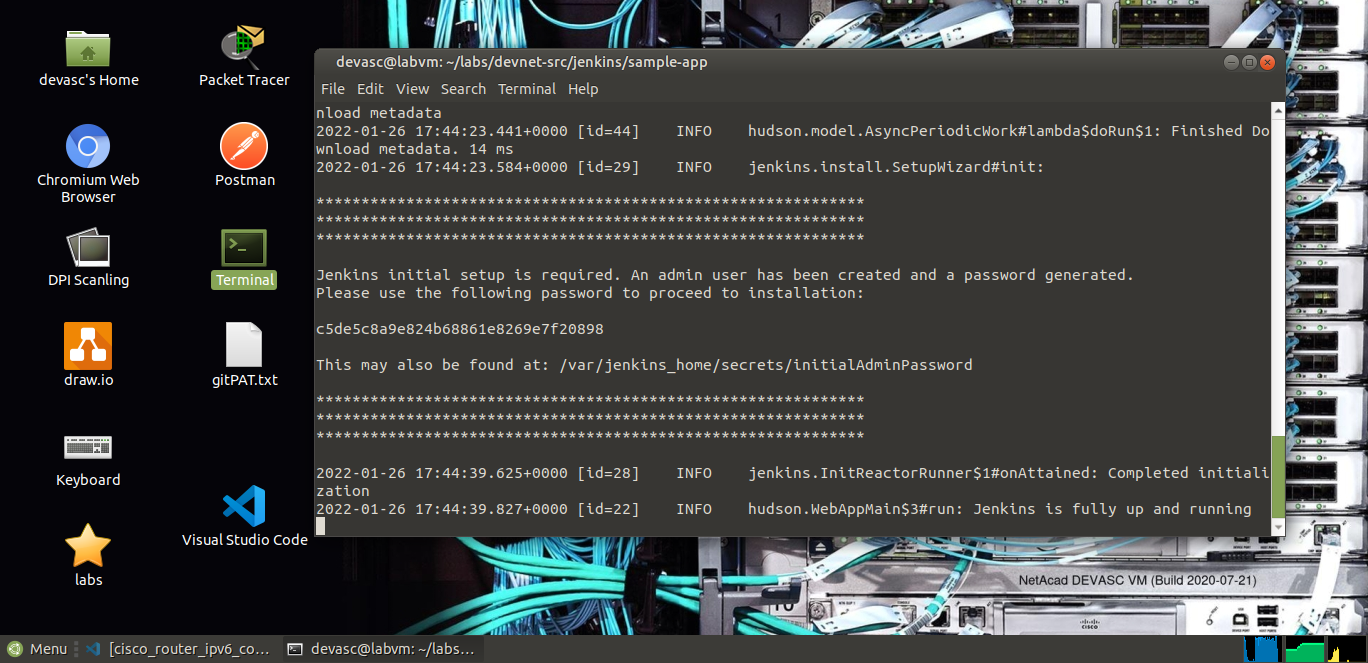 devasc's Home
Packet Tracer
Chromium Web
Browser
Postman
DPI Scanling
Terminal
draw.io
gitPAT.txt
Keyboard
Visual Studio Code
labs
devasc@labvm: ~/labs/devnet-src/jenkins/sample-app
File Edit View Search Terminal Help
nload metadata
2022-01-26 17:44:23.441+0000 [id=44] INFO hudson.model.AsyncPeriodicWork#lambda$doRun$1: Finished Do
wnload metadata. 14 ms
2022-01-26 17:44:23.584+0000 [id=29] INFO jenkins.install.SetupWizard#init:
*************************************************************
*************************************************************
*************************************************************
Jenkins initial setup is required. An admin user has been created and a password generated.
Please use the following password to proceed to installation:
c5de5c8a9e824b68861e8269e7f20898
This may also be found at: /var/jenkins_home/secrets/initialAdminPassword
*************************************************************
*************************************************************
*************************************************************
2022-01-26 17:44:39.625+0000 [id=28] INFO jenkins.InitReactorRunner$1#onAttained: Completed initiali
zation
2022-01-26 17:44:39.827+0000 [id=22] INFO hudson.WebAppMain$3#run: Jenkins is fully up and running
NetAcad DEVASC VM (Build 2020-07-21)
CISCO
Menu
[cisco_router_ipv6_co...
devasc@labvm: ~/labs...